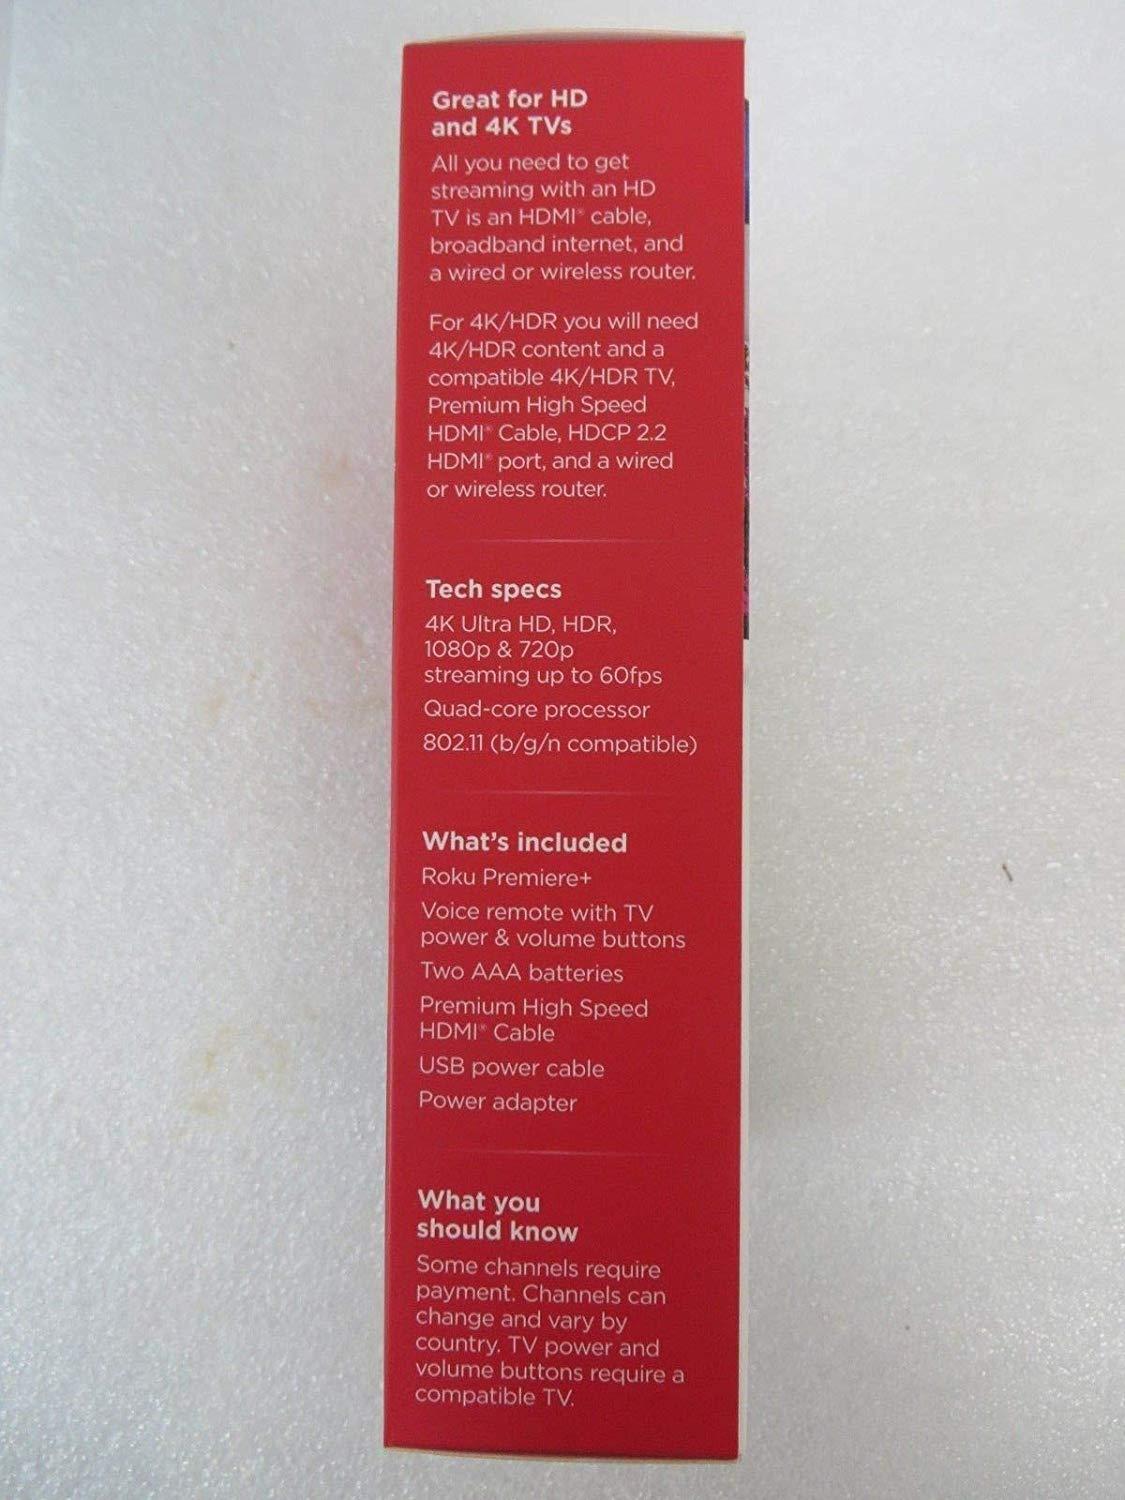 Great for HD
and 4K TVs
All you need to get
streaming with an HD
TV is an HDMI® cable,
broadband internet, and
a wired or wireless router.
For 4K/HDR you will need
4K/HDR content and a
compatible 4K/HDR TV,
Premium High Speed
HDMI® Cable, HDCP 2.2
HDMI® port, and a wired
or wireless router.
Tech specs
4K Ultra HD, HDR,
1080p & 720p
streaming up to 60fps
Quad-core processor
802.11 (b/g/n compatible)
What's included
Roku Premiere+
Voice remote with TV
power & volume buttons
Two AAA batteries
Premium High Speed
HDMI® Cable
USB power cable
Power adapter
What you
should know
Some channels require
payment. Channels can
change and vary by
country. TV power and
volume buttons require a
compatible TV.